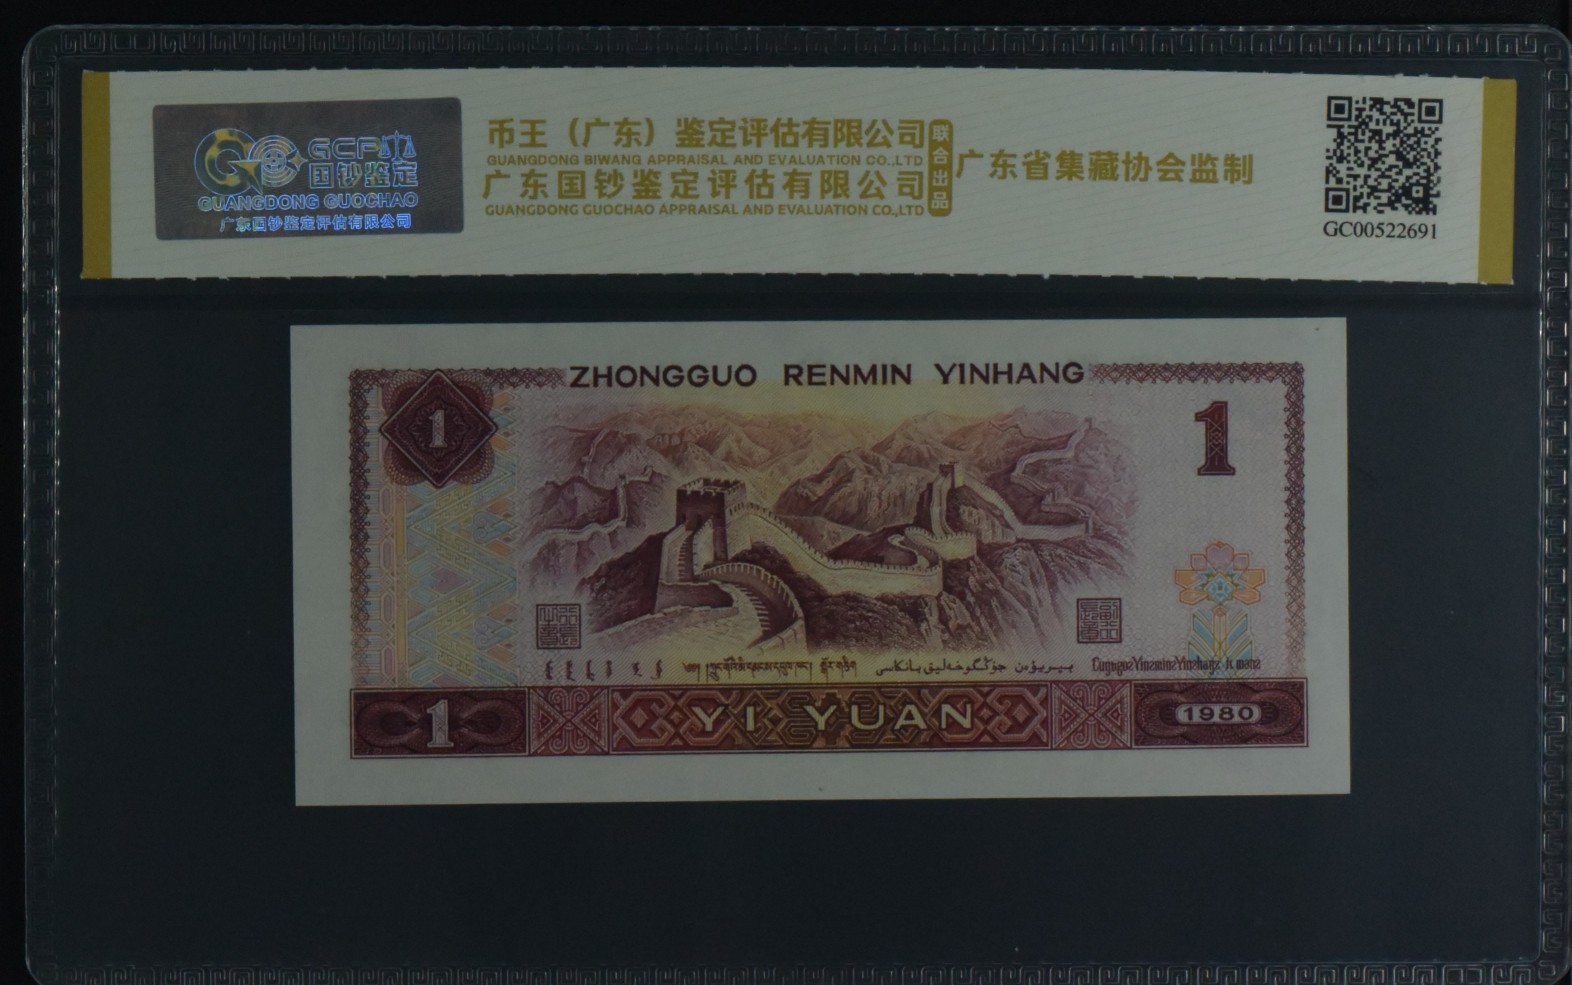 GCP
国钞鉴定
GUANGDONG GUOCHAO
广东国钞鉴定评估有限公司
币王（广东）鉴定评估有限公司
GUANGDONG BIWANG APPRAISAL AND EVALUATION CO.,LTD
广东国钞鉴定评估有限公司
GUANGDONG GUOCHAO APPRAISAL AND EVALUATION CO.,LTD
联合出品
广东省集藏协会监制
GC00522691
ZHONGGUO RENMIN YINHANG
1
1
1 YI YUAN 1980